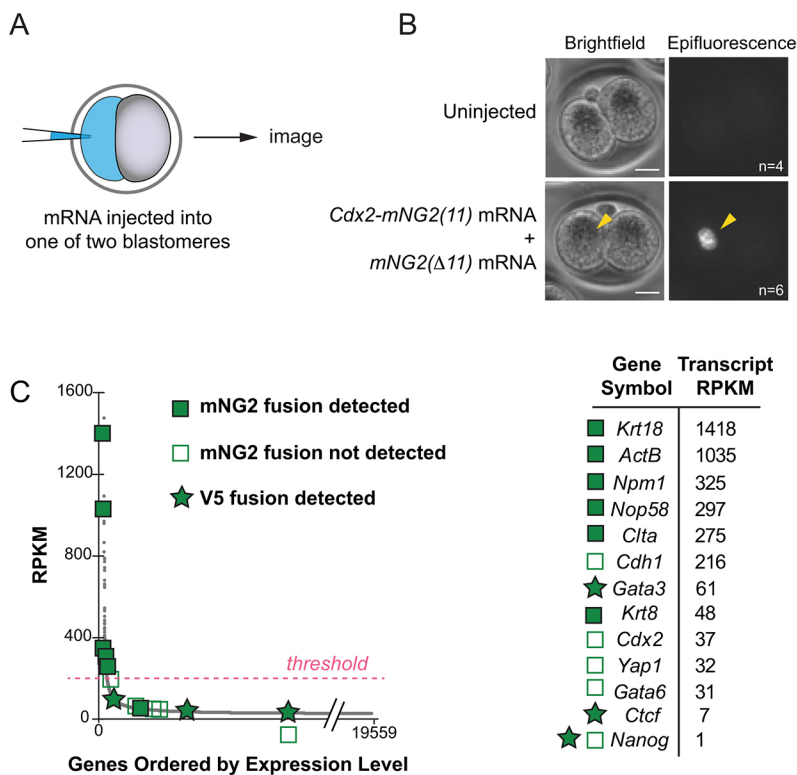 A
image
mRNA injected into
one of two blastomeres
B
Brightfield Epifluorescence
Uninjected
n=4
Cdx2-mNG2(11) mRNA
+
mNG2(Δ11) mRNA
n=6
C
1600
1400
800
400
0
RPKM
mNG2 fusion detected
mNG2 fusion not detected
V5 fusion detected
threshold
0
19559
Genes Ordered by Expression Level
Gene Transcript
Symbol RPKM
Krt18 1418
ActB 1035
Npm1 325
Nop58 297
Clta 275
Cdh1 216
Gata3 61
Krt8 48
Cdx2 37
Yap1 32
Gata6 31
Ctcf 7
Nanog 1